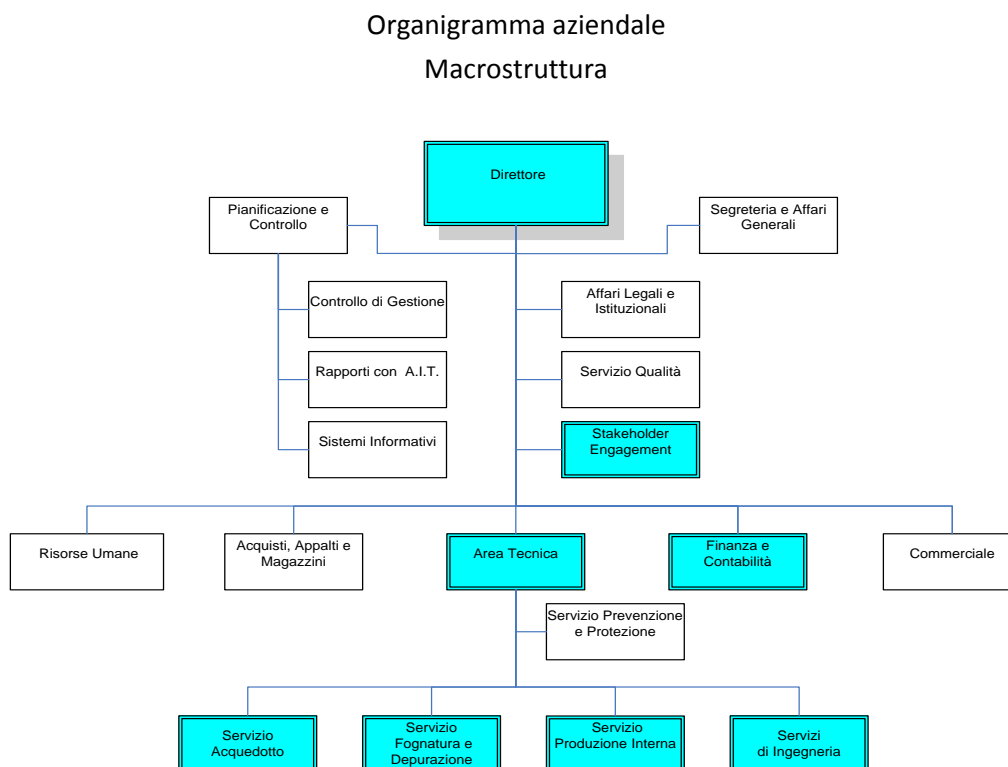 Organigramma aziendale
Macrostruttura
Direttore
Pianificazione e
Controllo
Segreteria e Affari
Generali
Controllo di Gestione
Affari Legali e
Istituzionali
Rapporti con A.I.T.
Servizio Qualità
Sistemi Informativi
Stakeholder
Engagement
Risorse Umane
Acquisti, Appalti e
Magazzini
Area Tecnica
Finanza e
Contabilità
Commerciale
Servizio Prevenzione
e Protezione
Servizio
Acquedotto
Servizio
Fognatura e
Depurazione
Servizio
Produzione Interna
Servizi
di Ingegneria